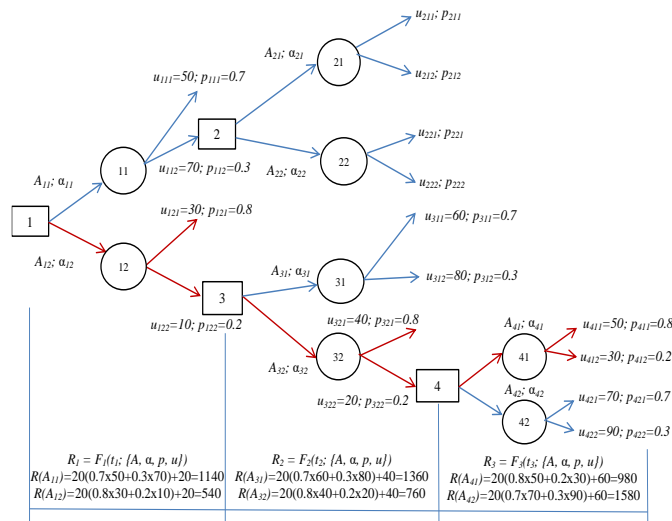 u211; p211
A21; α21
21
u111=50; p111=0.7
u212; p212
2
u221; p221
11
u112=70; p112=0.3
A22; α22
22
A11; α11
u222; p222
u121=30; p121=0.8
1
u311=60; p311=0.7
A12; α12
12
A31; α31
31
u312=80; p312=0.3
3
u122=10; p122=0.2
u321=40; p321=0.8
A41; α41
u411=50; p411=0.8
A32; α32
32
41
u412=30; p412=0.2
4
A42; α42
u421=70; p421=0.7
u322=20; p322=0.2
42
u422=90; p422=0.3
R1 = F1(t1; {A, α, p, u})
R(A11)=20(0.7x50+0.3x70)+20=1140
R(A12)=20(0.8x30+0.2x10)+20=540
R2 = F2(t2; {A, α, p, u})
R(A31)=20(0.7x60+0.3x80)+40=1360
R(A32)=20(0.8x40+0.2x20)+40=760
R3 = F3(t3; {A, α, p, u})
R(A41)=20(0.8x50+0.2x30)+60=980
R(A42)=20(0.7x70+0.3x90)+60=1580